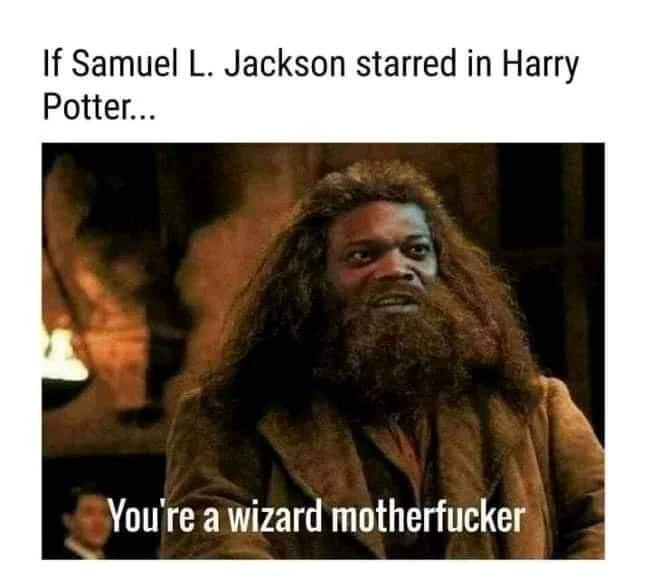 If Samuel L. Jackson starred in Harry
Potter...
You're a wizard motherfucker